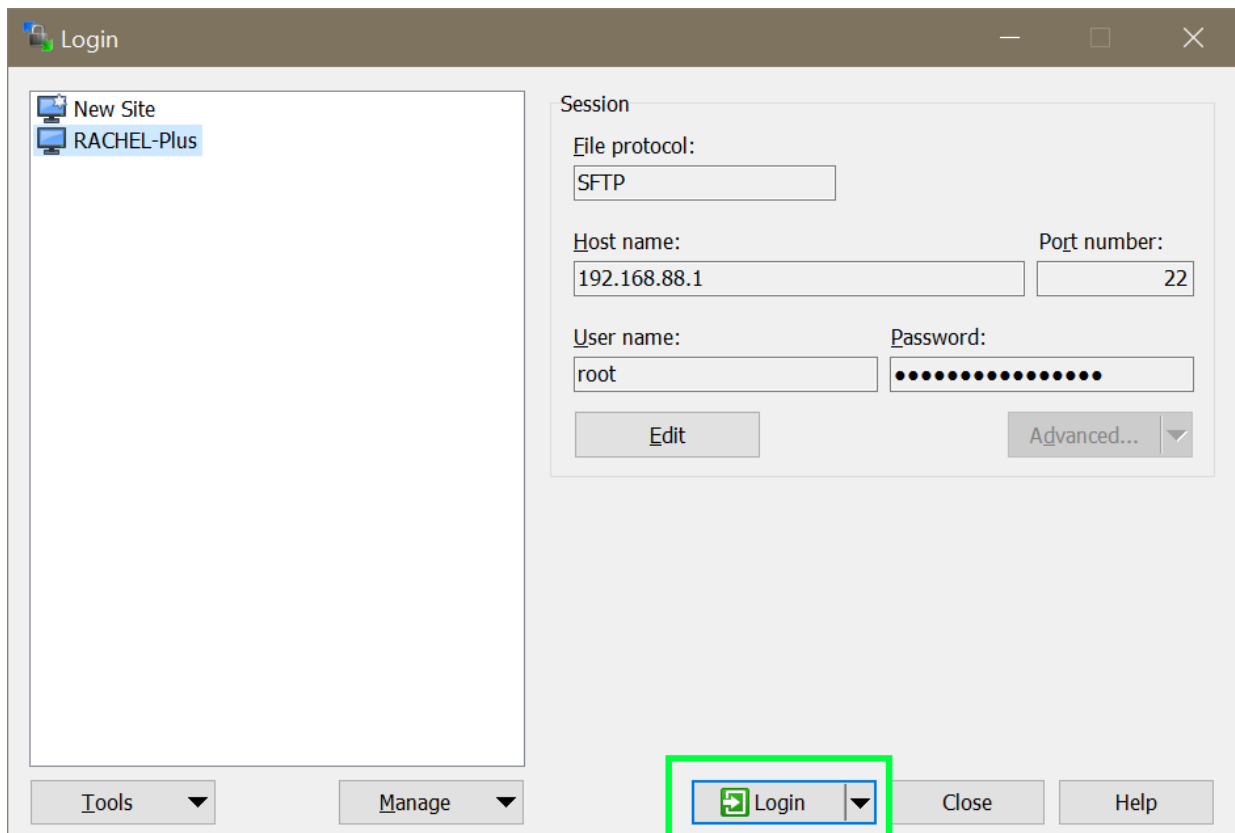 Login
New Site
RACHEL-Plus
Session
File protocol:
SFTP
Host name: Port number:
192.168.88.1 22
User name: Password:
root ●●●●●●●●●●●●●●●●
Edit Advanced...
Tools Manage Login Close Help